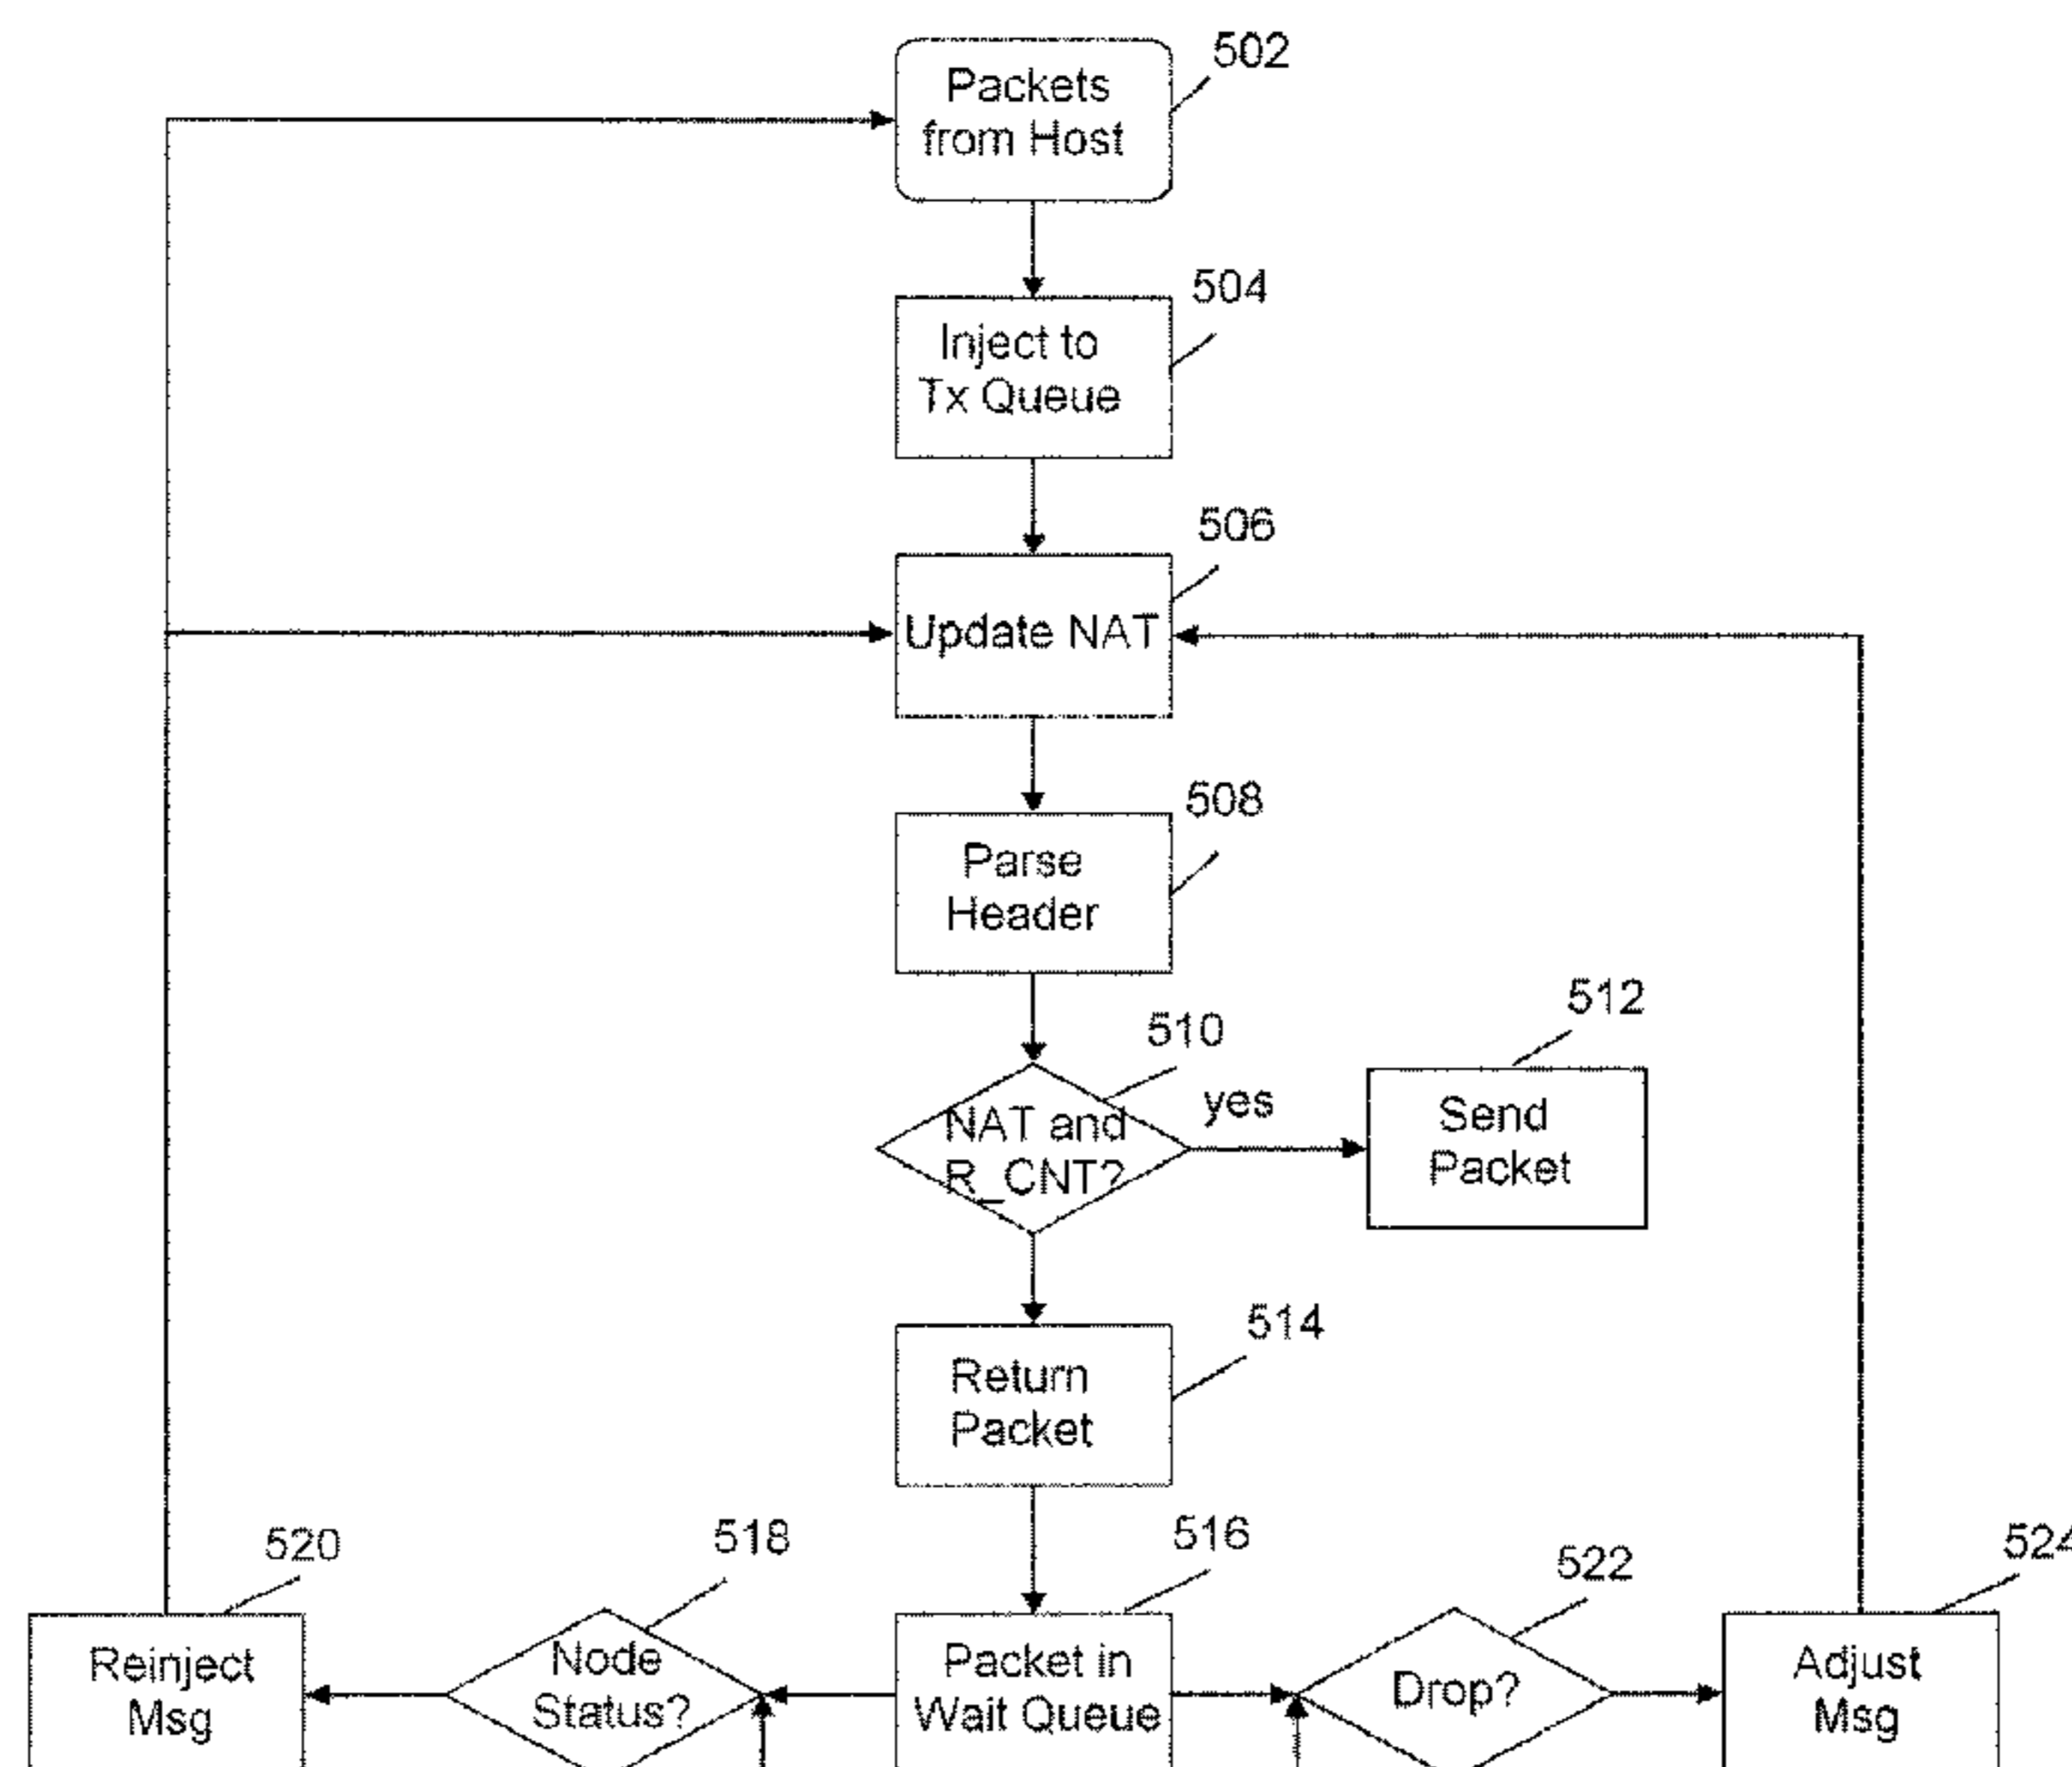 502
Packets
from Host
504
Inject to
Tx Queue
506
Update NAT
508
Parse
Header
510
NAT and
R_CNT?
yes
512
Send
Packet
514
Return
Packet
520
Reinject
Msg
518
Node
Status?
516
Packet in
Wait Queue
522
Drop?
524
Adjust
Msg